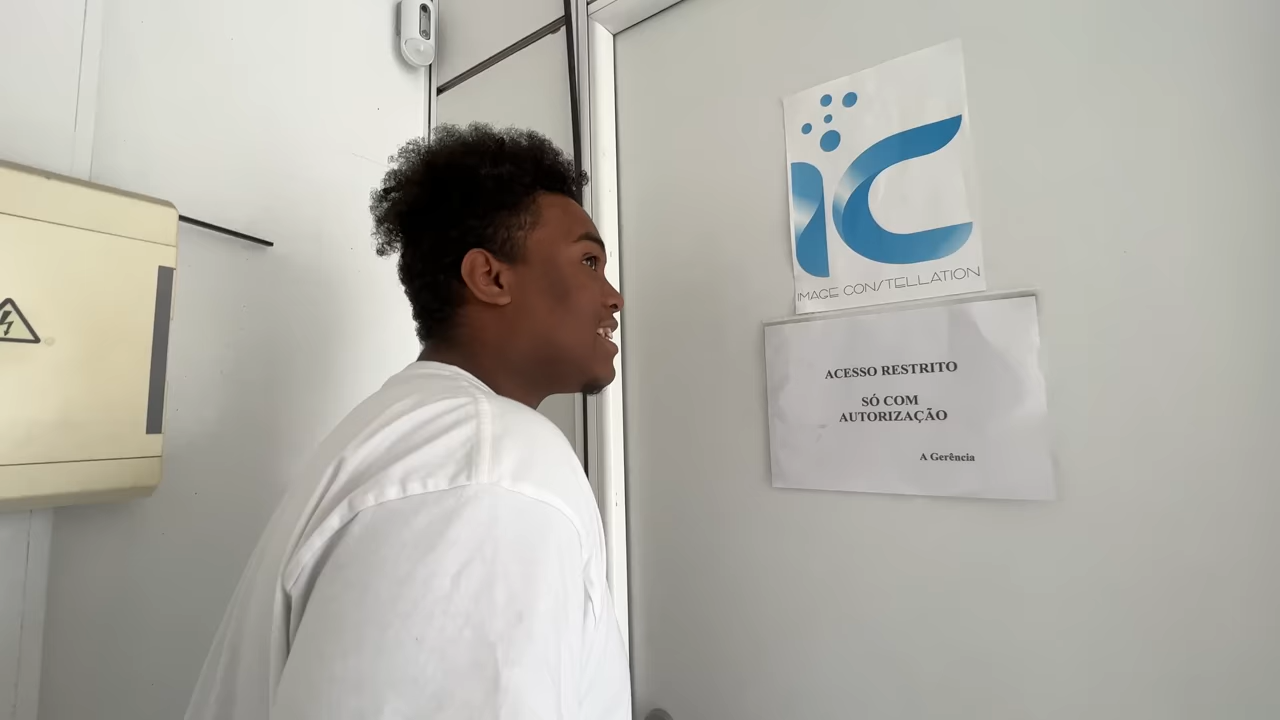 iC
IMAGE CONSTELLATION
ACESSO RESTRITO
SÓ COM
AUTORIZAÇÃO
A Gerência